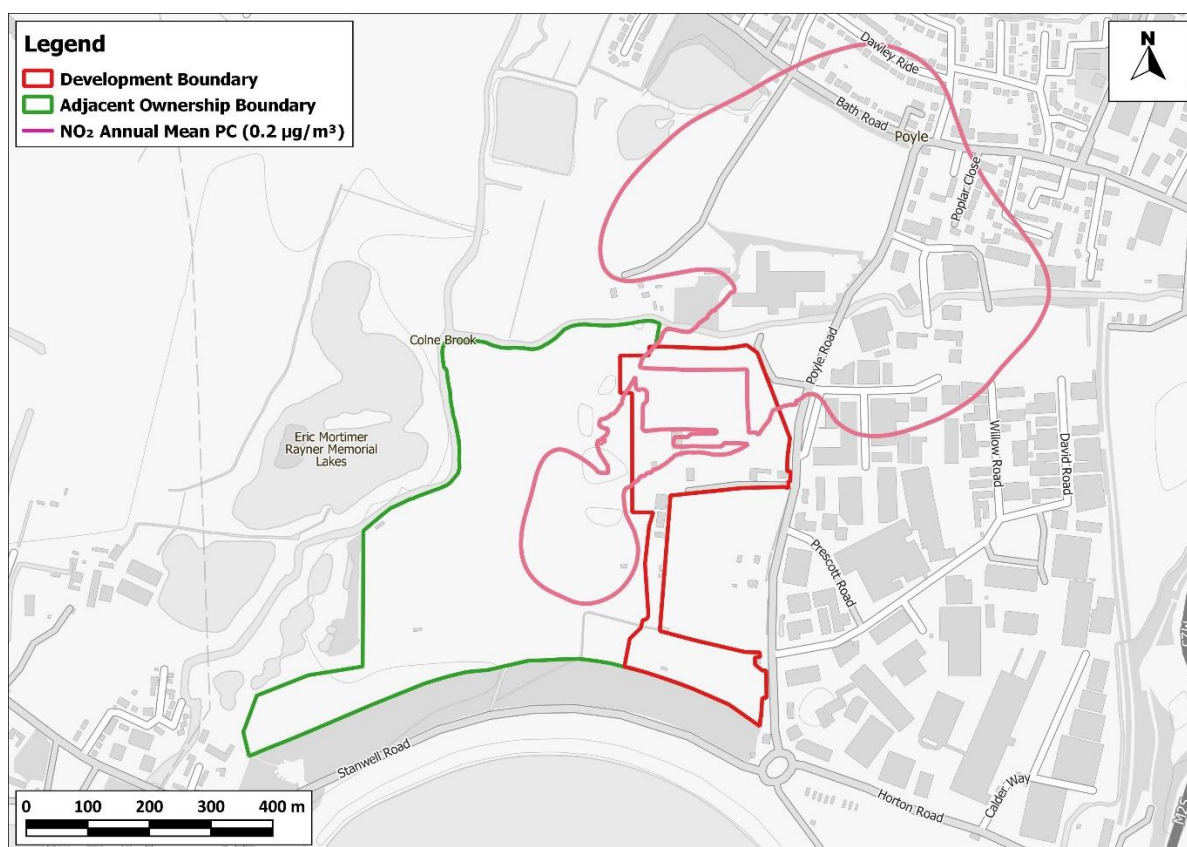 Legend
Development Boundary
Adjacent Ownership Boundary
NO₂ Annual Mean PC (0.2 µg/m³)
N
Dawley Ride
Bath Road
Poyle
Poplar Close
Colne Brook
Poyle Road
Eric Mortimer
Rayner Memorial
Lakes
Willow Road
David Road
Prescott Road
Stanwell Road
Horton Road
Calder Way
M25
M25
0 100 200 300 400 m